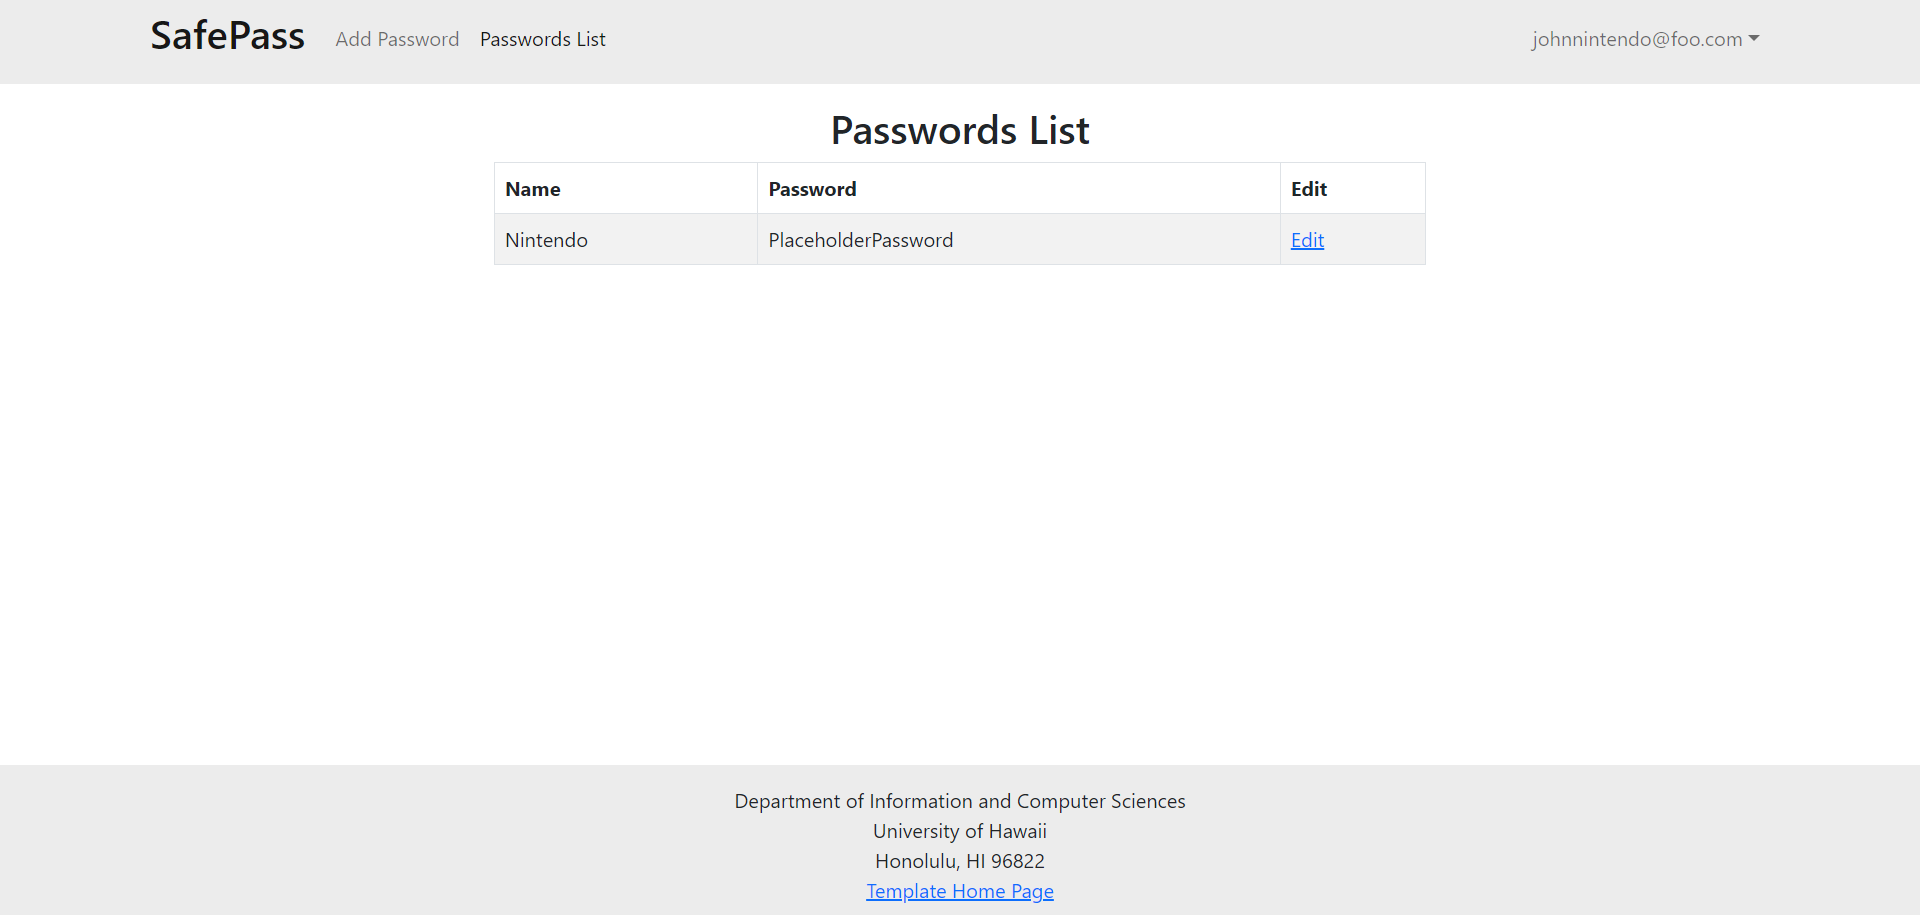 SafePass Add Password Passwords List johnnintendo@foo.com
Passwords List
Name Password Edit
Nintendo PlaceholderPassword Edit
Department of Information and Computer Sciences
University of Hawaii
Honolulu, HI 96822
Template Home Page